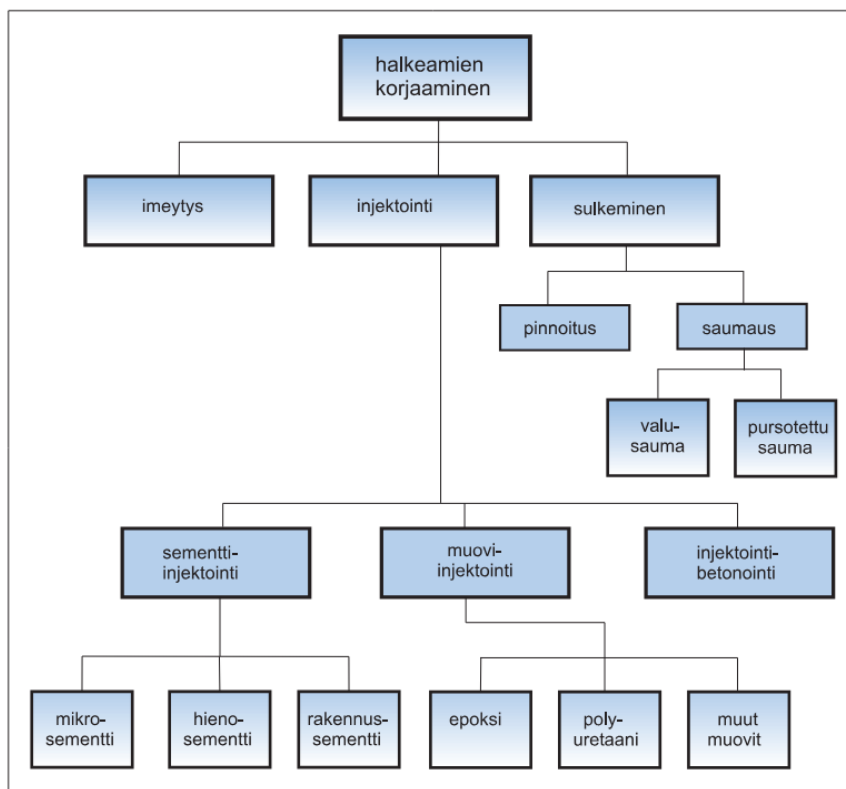 halkeamien
korjaaminen
imeytys
injektointi
sulkeminen
pinnoitus
saumaus
valu-
sauma
pursotettu
sauma
sementti-
injektointi
muovi-
injektointi
injektointi-
betonointi
mikro-
sementti
hieno-
sementti
rakennus-
sementti
epoksi
poly-
uretaani
muut
muovit